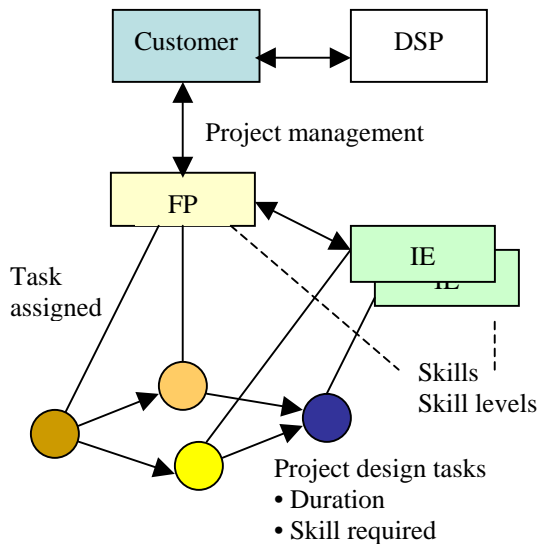 Customer
DSP
Project management
FP
IE
Task
assigned
Skills
Skill levels
Project design tasks
• Duration
• Skill required